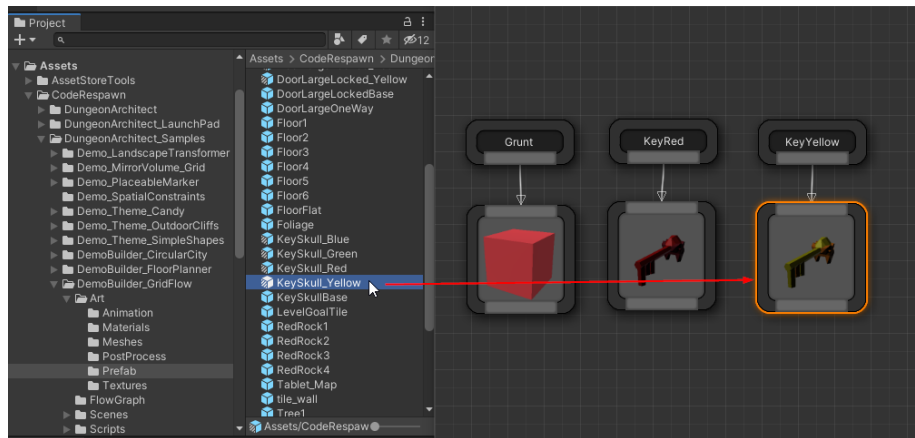 Project
12
Assets
AssetStoreTools
CodeRespawn
DungeonArchitect
DungeonArchitect_LaunchPad
DungeonArchitect_Samples
Demo_LandscapeTransformer
Demo_MirrorVolume_Grid
Demo_PlaceableMarker
Demo_SpatialConstraints
Demo_Theme_Candy
Demo_Theme_OutdoorCliffs
Demo_Theme_SimpleShapes
DemoBuilder_CircularCity
DemoBuilder_FloorPlanner
DemoBuilder_GridFlow
Art
Animation
Materials
Meshes
PostProcess
Prefab
Textures
FlowGraph
Scenes
Scripts
Assets > CodeRespawn > Dungeon
DoorLargeLocked_Yellow
DoorLargeLockedBase
DoorLargeOneWay
Floor1
Floor2
Floor3
Floor4
Floor5
Floor6
FloorFlat
Foliage
KeySkull_Blue
KeySkull_Green
KeySkull_Red
KeySkull_Yellow
KeySkullBase
LevelGoalTile
RedRock1
RedRock2
RedRock3
RedRock4
Tablet_Map
tile_wall
Tree1
Assets/CodeRespaw
Grunt
KeyRed
KeyYellow